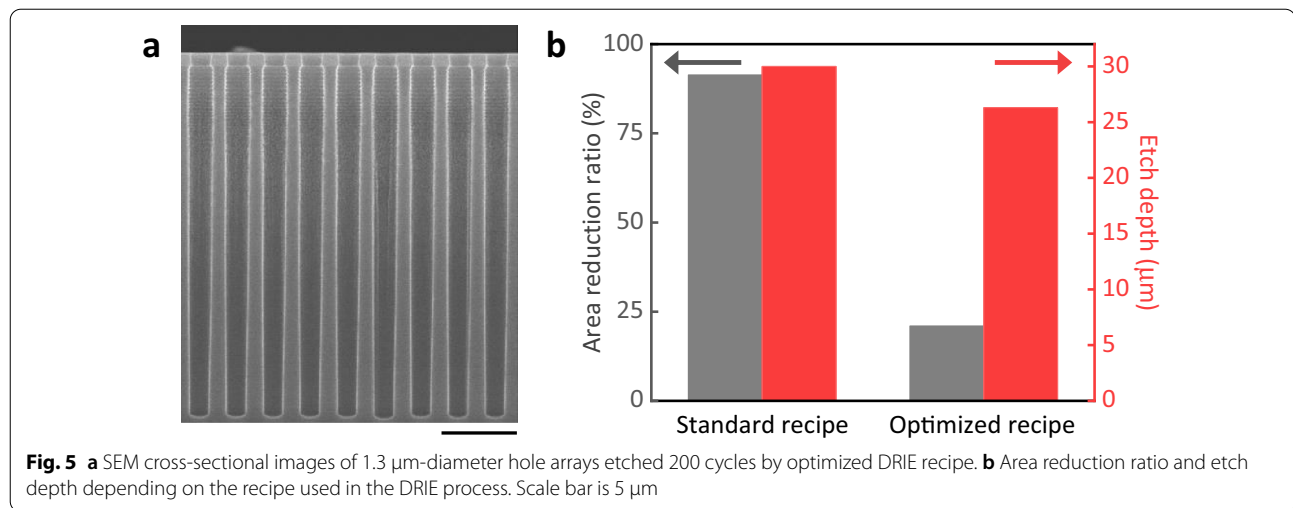 a
b
100
75
50
25
0
Area reduction ratio (%)
30
25
20
15
10
5
0
Etch depth (µm)
Standard recipe
Optimized recipe
Fig. 5 a SEM cross-sectional images of 1.3 µm-diameter hole arrays etched 200 cycles by optimized DRIE recipe. b Area reduction ratio and etch
depth depending on the recipe used in the DRIE process. Scale bar is 5 µm